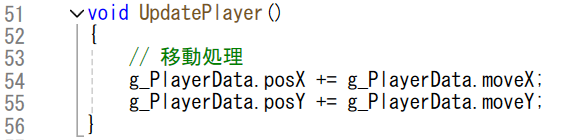 51 void UpdatePlayer()
52 {
53 // 移動処理
54 g_PlayerData.posX += g_PlayerData.moveX;
55 g_PlayerData.posY += g_PlayerData.moveY;
56 }